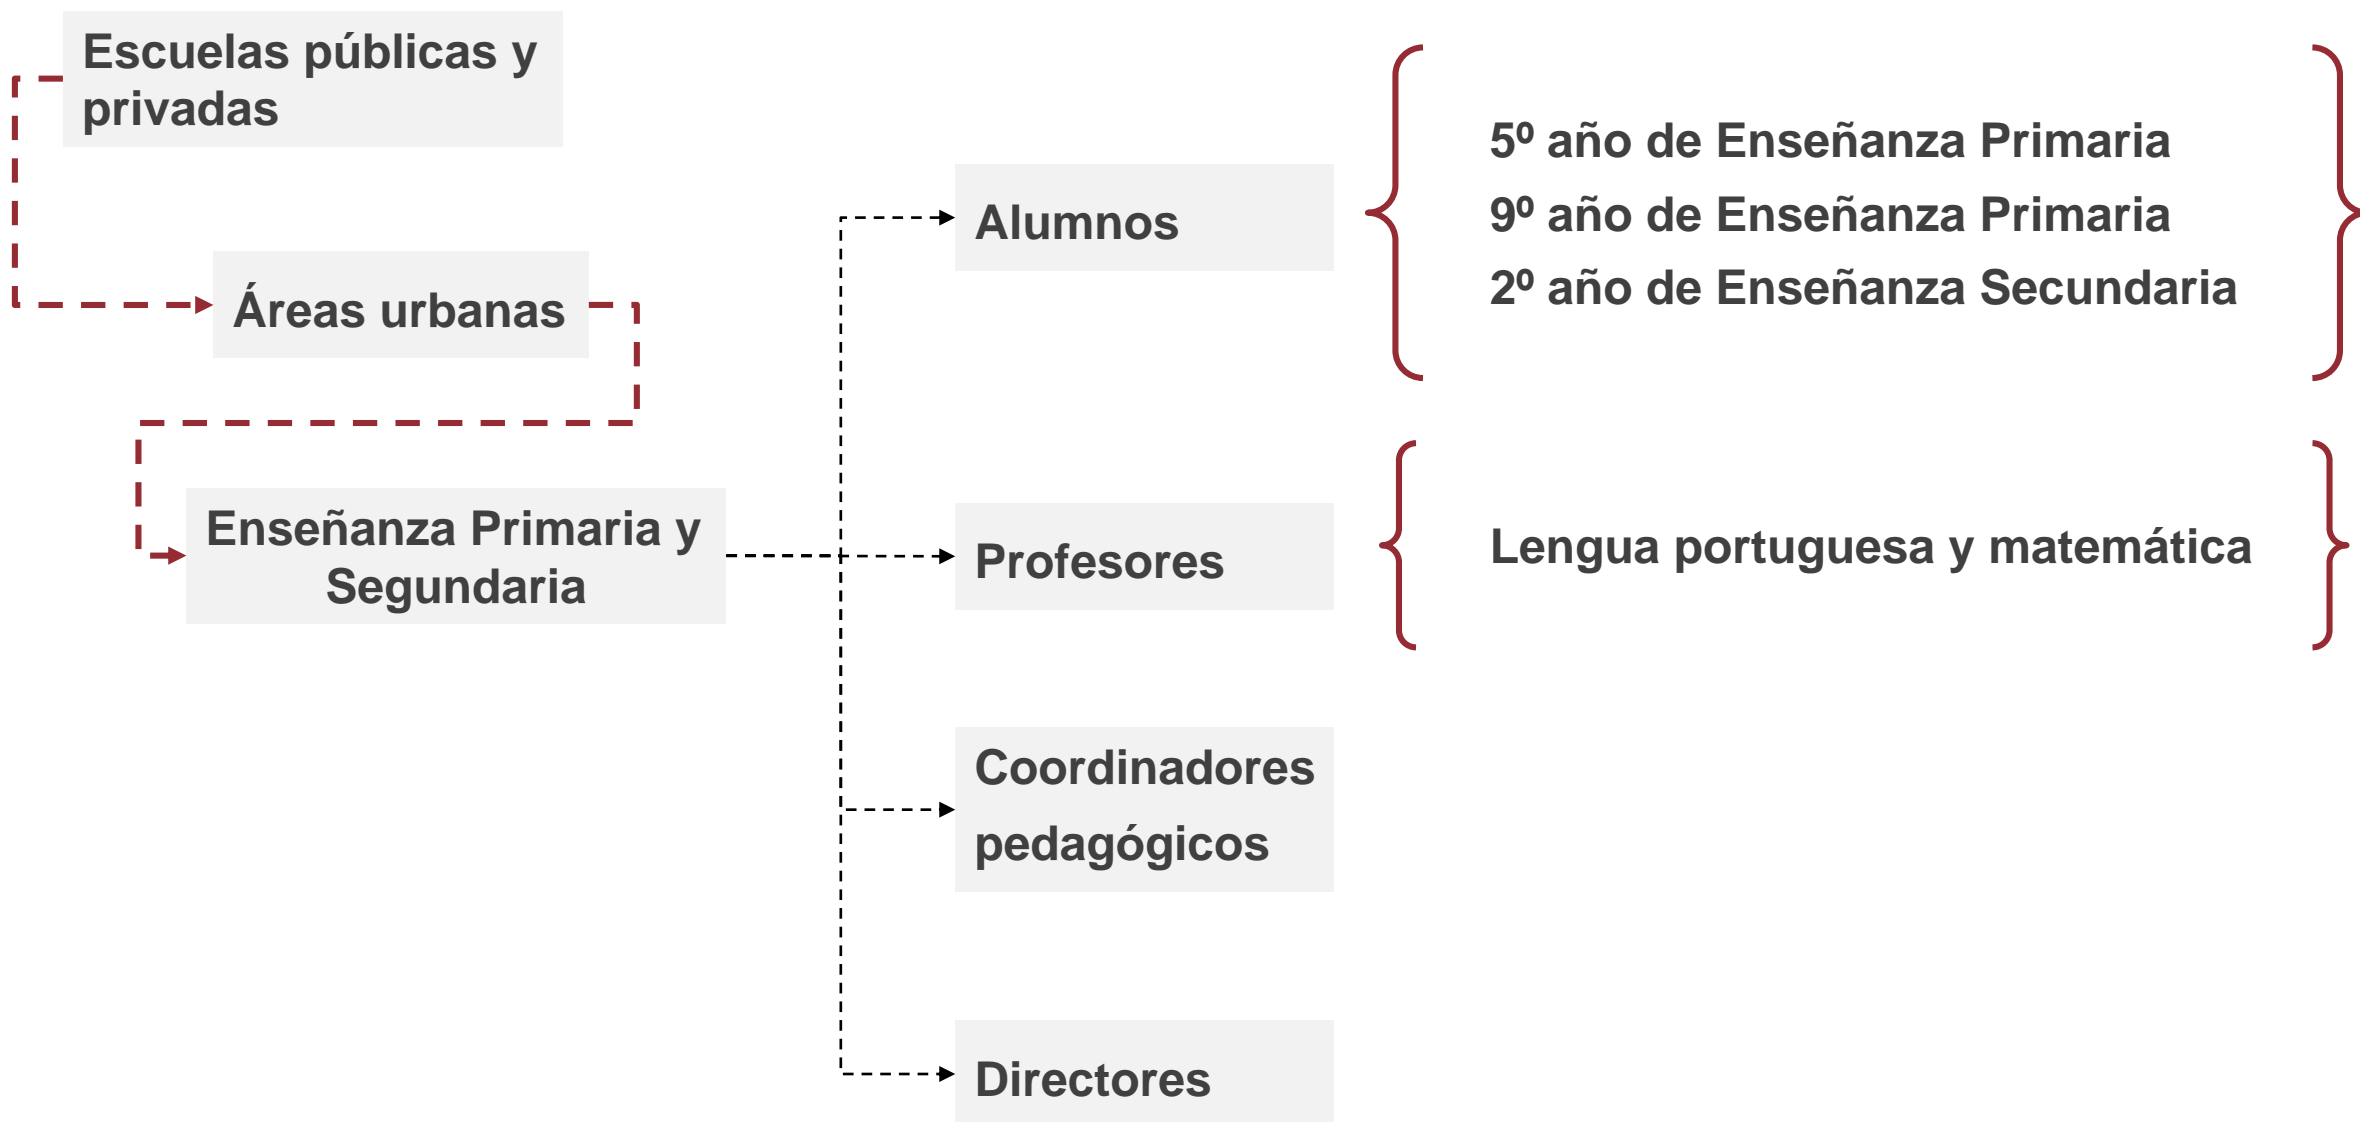 Escuelas públicas y
privadas
Áreas urbanas
Enseñanza Primaria y
Segundaria
Alumnos
5º año de Enseñanza Primaria
9º año de Enseñanza Primaria
2º año de Enseñanza Secundaria
Profesores
Lengua portuguesa y matemática
Coordinadores
pedagógicos
Directores